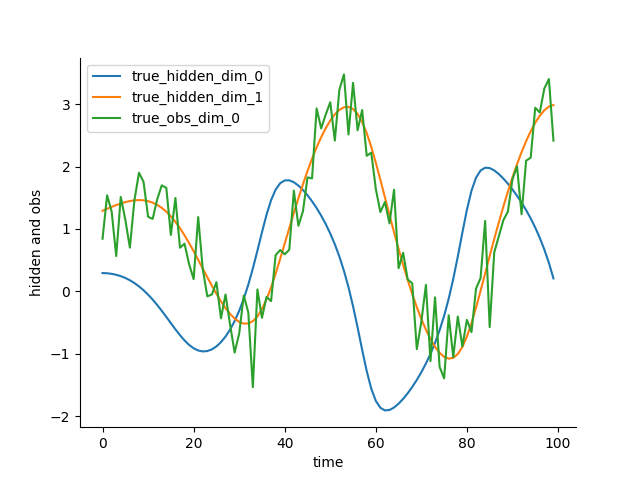 true_hidden_dim_0
true_hidden_dim_1
true_obs_dim_0
3
2
1
0
−1
−2
hidden and obs
0 20 40 60 80 100
time